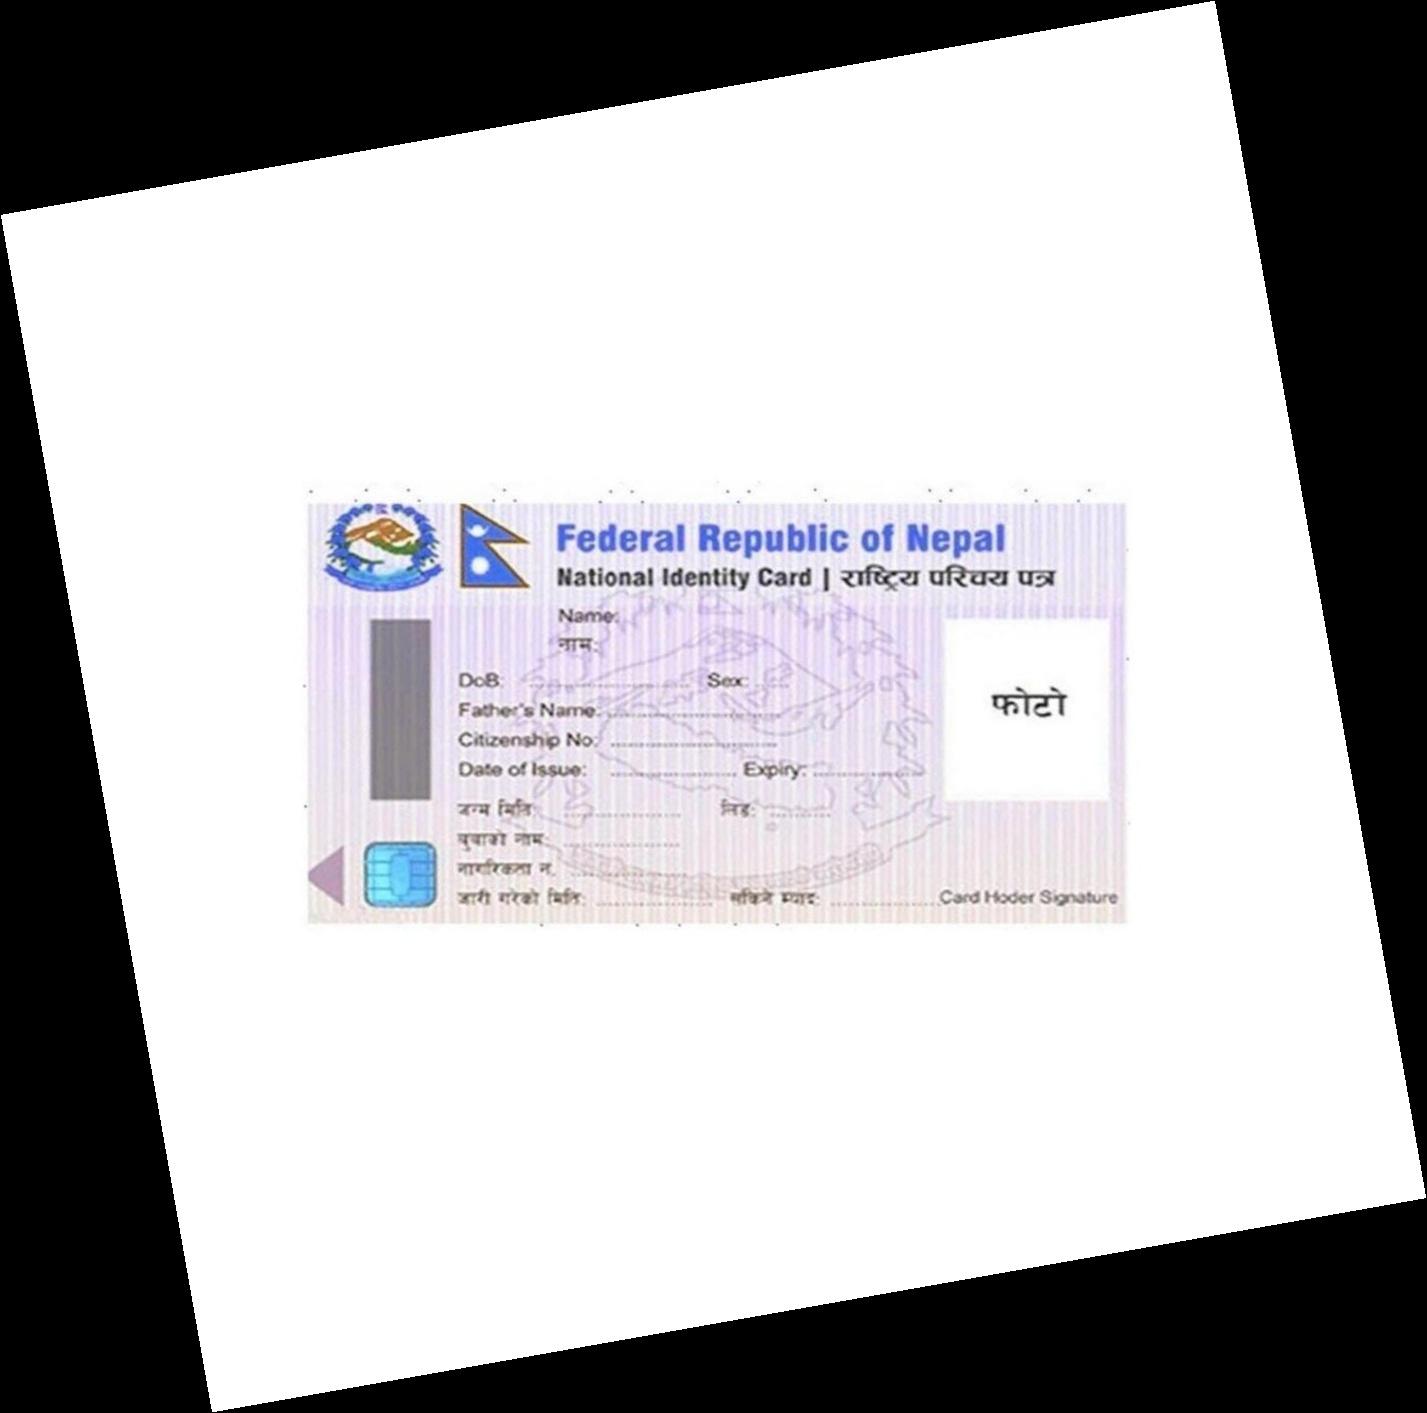 Federal Republic of Nepal
National Identity Card | राष्ट्रिय परिचय पत्र
Name:
नाम:
DoB: Sex:
Father's Name:
फोटो
Citizenship No:
Date of Issue: Expiry:
जन्म मिति: लिङ्ग:
बुवाको नाम:
नागरिकता न.
जारी गरेको मिति: सकिने म्याद:
Card Hoder Signature